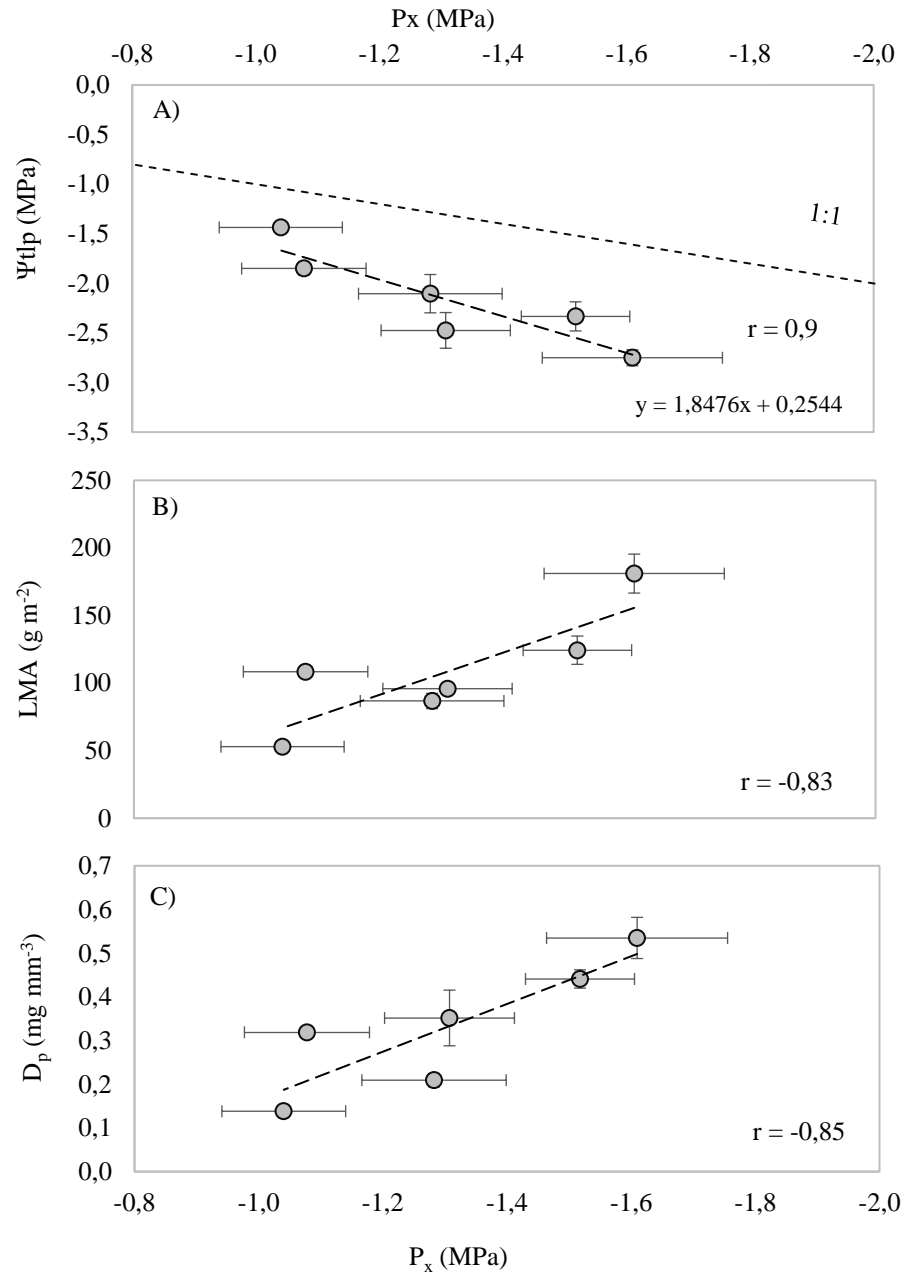 Px (MPa)
-0,8 -1,0 -1,2 -1,4 -1,6 -1,8 -2,0
A)
0,0
-0,5
-1,0
-1,5
-2,0
-2,5
-3,0
-3,5
Ψtlp (MPa)
1:1
r = 0,9
y = 1,8476x + 0,2544
B)
250
200
150
100
50
0
LMA (g m⁻²)
r = -0,83
C)
0,7
0,6
0,5
0,4
0,3
0,2
0,1
0,0
Dₚ (mg mm⁻³)
r = -0,85
-0,8 -1,0 -1,2 -1,4 -1,6 -1,8 -2,0
Pₓ (MPa)